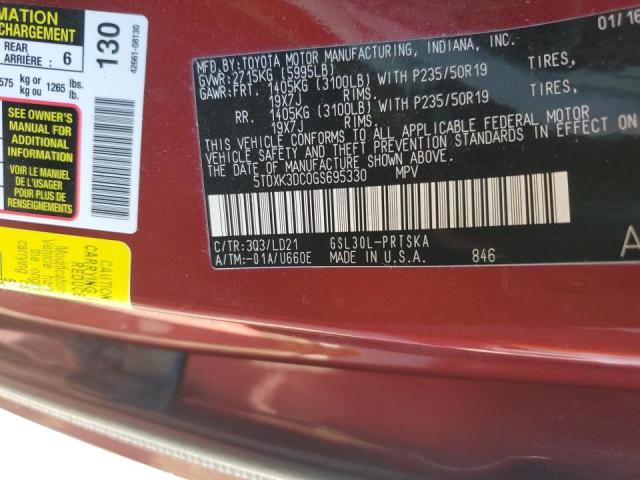 MATION
CHARGEMENT
REAR
ARRIÈRE 6
130
42661-08130
575 kg or 1265 lbs.
kg ou lb.
SEE OWNER'S
MANUAL FOR
ADDITIONAL
INFORMATION
VOIR LE MANUEL
DE L'USAGER
POUR PLUS DE
RENSEIGNEMENTS
CAUTION
CARRYING
Vehicle
01/16
MFD. BY: TOYOTA MOTOR MANUFACTURING, INDIANA, INC.
GVWR: 2715KG (5995LB)
GAWR: FRT. 1405KG (3100LB) WITH P235/50R19 TIRES,
19X7J RIMS.
RR. 1405KG (3100LB) WITH P235/50R19 TIRES,
19X7J RIMS.
THIS VEHICLE CONFORMS TO ALL APPLICABLE FEDERAL MOTOR
VEHICLE SAFETY AND THEFT PREVENTION STANDARDS IN EFFECT ON
THE DATE OF MANUFACTURE SHOWN ABOVE.
5TDXK3DC0GS695330 MPV
C/TR: 3Q3/LD21 GSL30L-PRTSKA
A/TM: -01A/U660E MADE IN U.S.A. 846